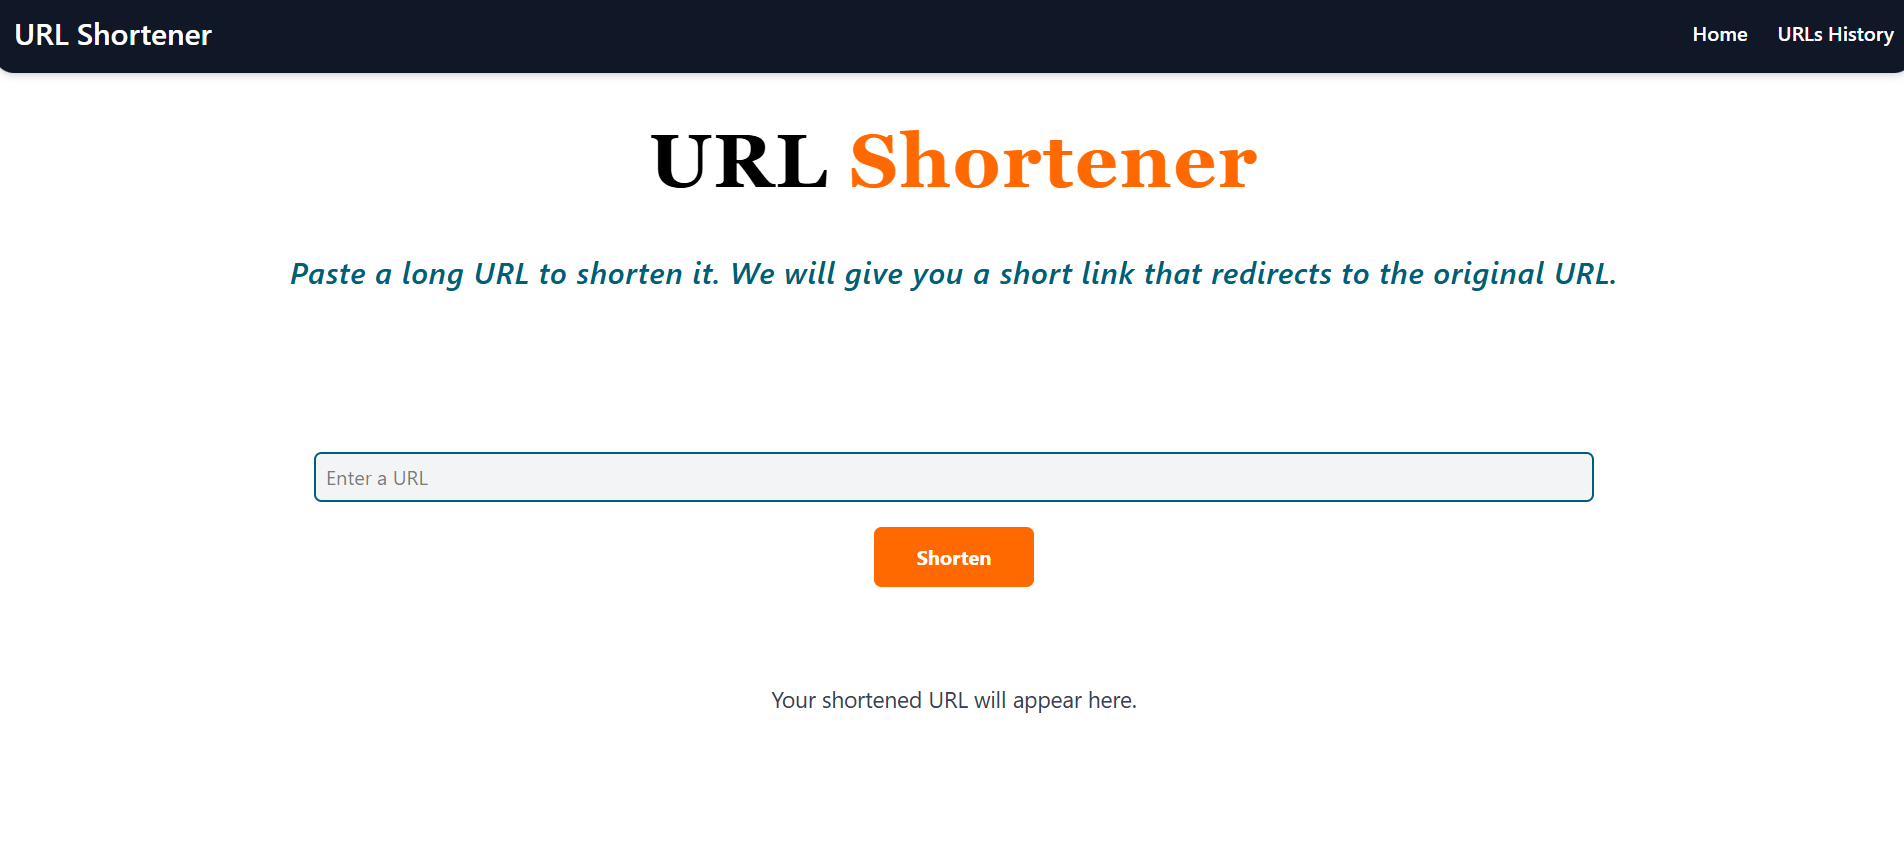 URL Shortener
Home
URLs History
URL Shortener
Paste a long URL to shorten it. We will give you a short link that redirects to the original URL.
Enter a URL
Shorten
Your shortened URL will appear here.